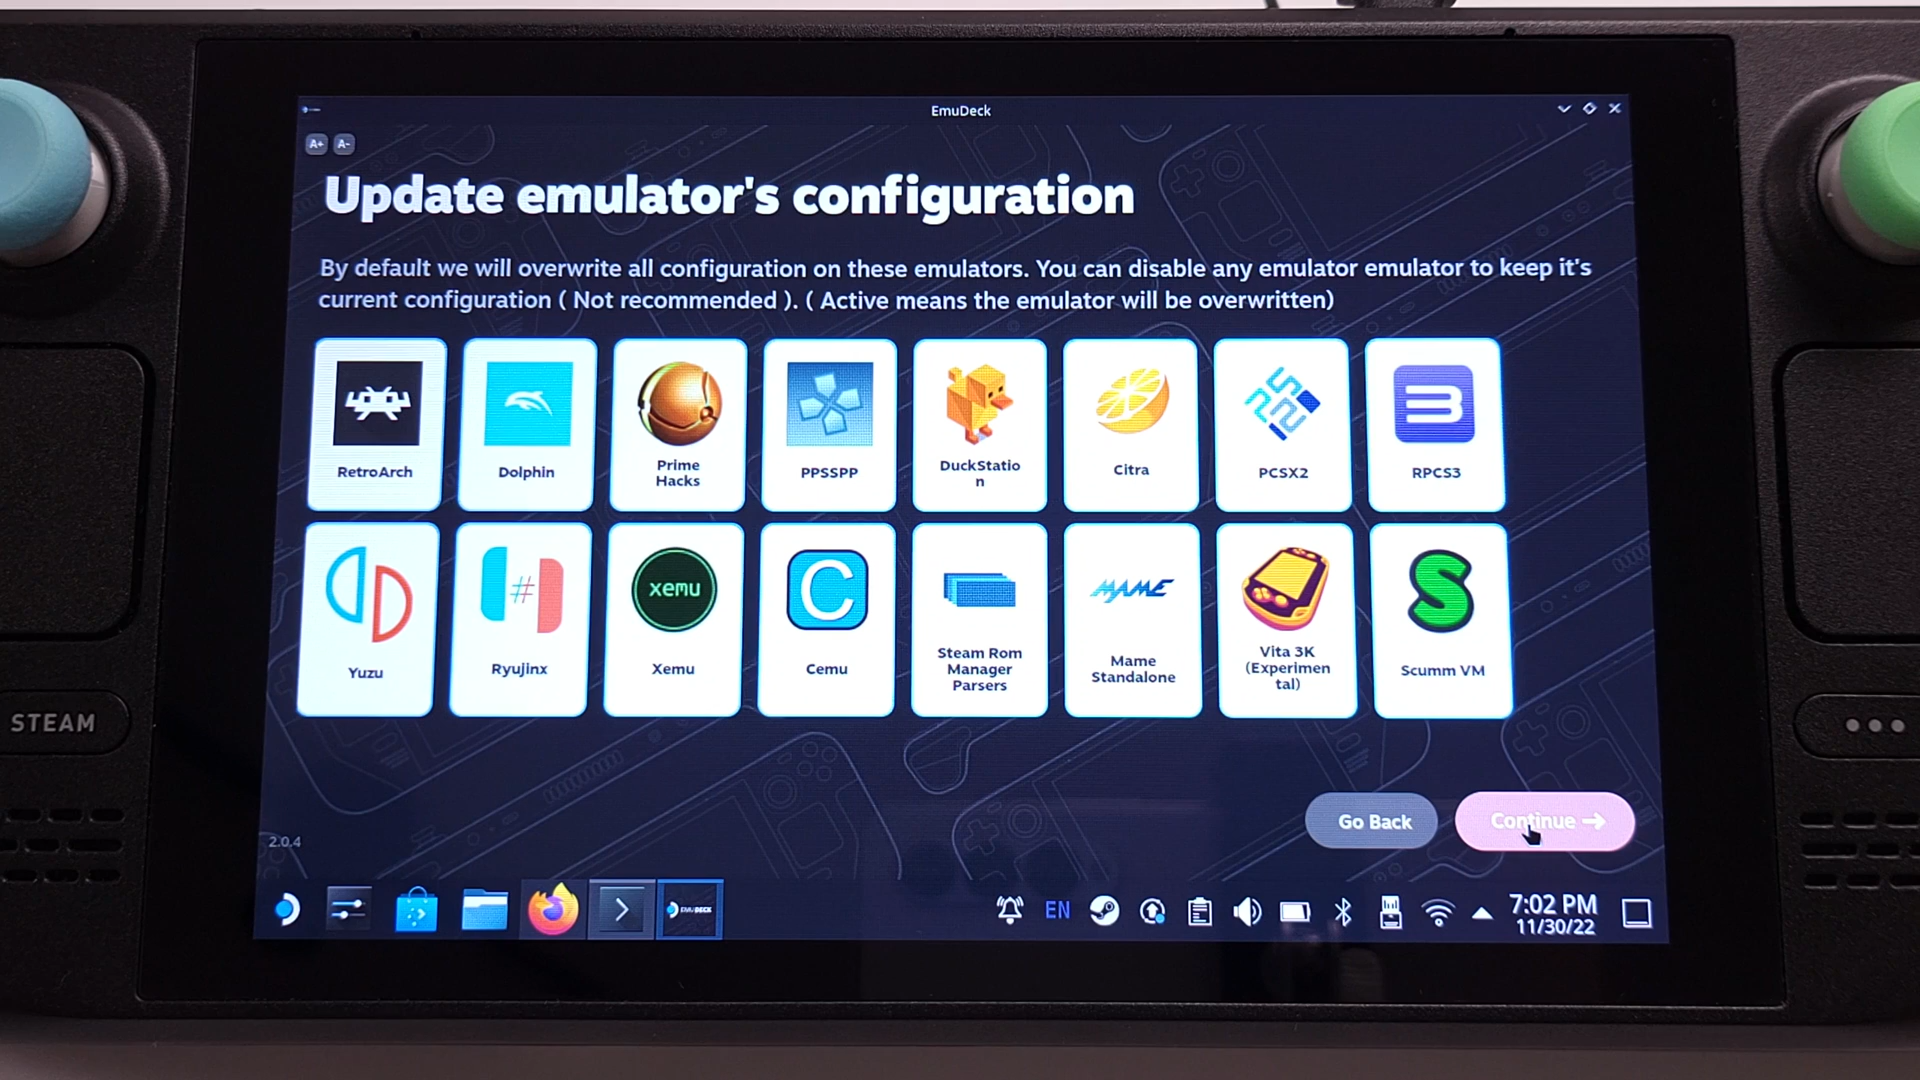 EmuDeck
A+ A-
Update emulator's configuration
By default we will overwrite all configuration on these emulators. You can disable any emulator emulator to keep it's
current configuration ( Not recommended ). ( Active means the emulator will be overwritten)
RetroArch
Dolphin
Prime
Hacks
PPSSPP
DuckStatio
n
Citra
PCSX2
RPCS3
Yuzu
Ryujinx
xemu
Xemu
Cemu
Steam Rom
Manager
Parsers
MAME
Mame
Standalone
Vita 3K
(Experimen
tal)
Scumm VM
STEAM
Go Back
Continue
2.0.4
EMUDECK
EN
7:02 PM
11/30/22